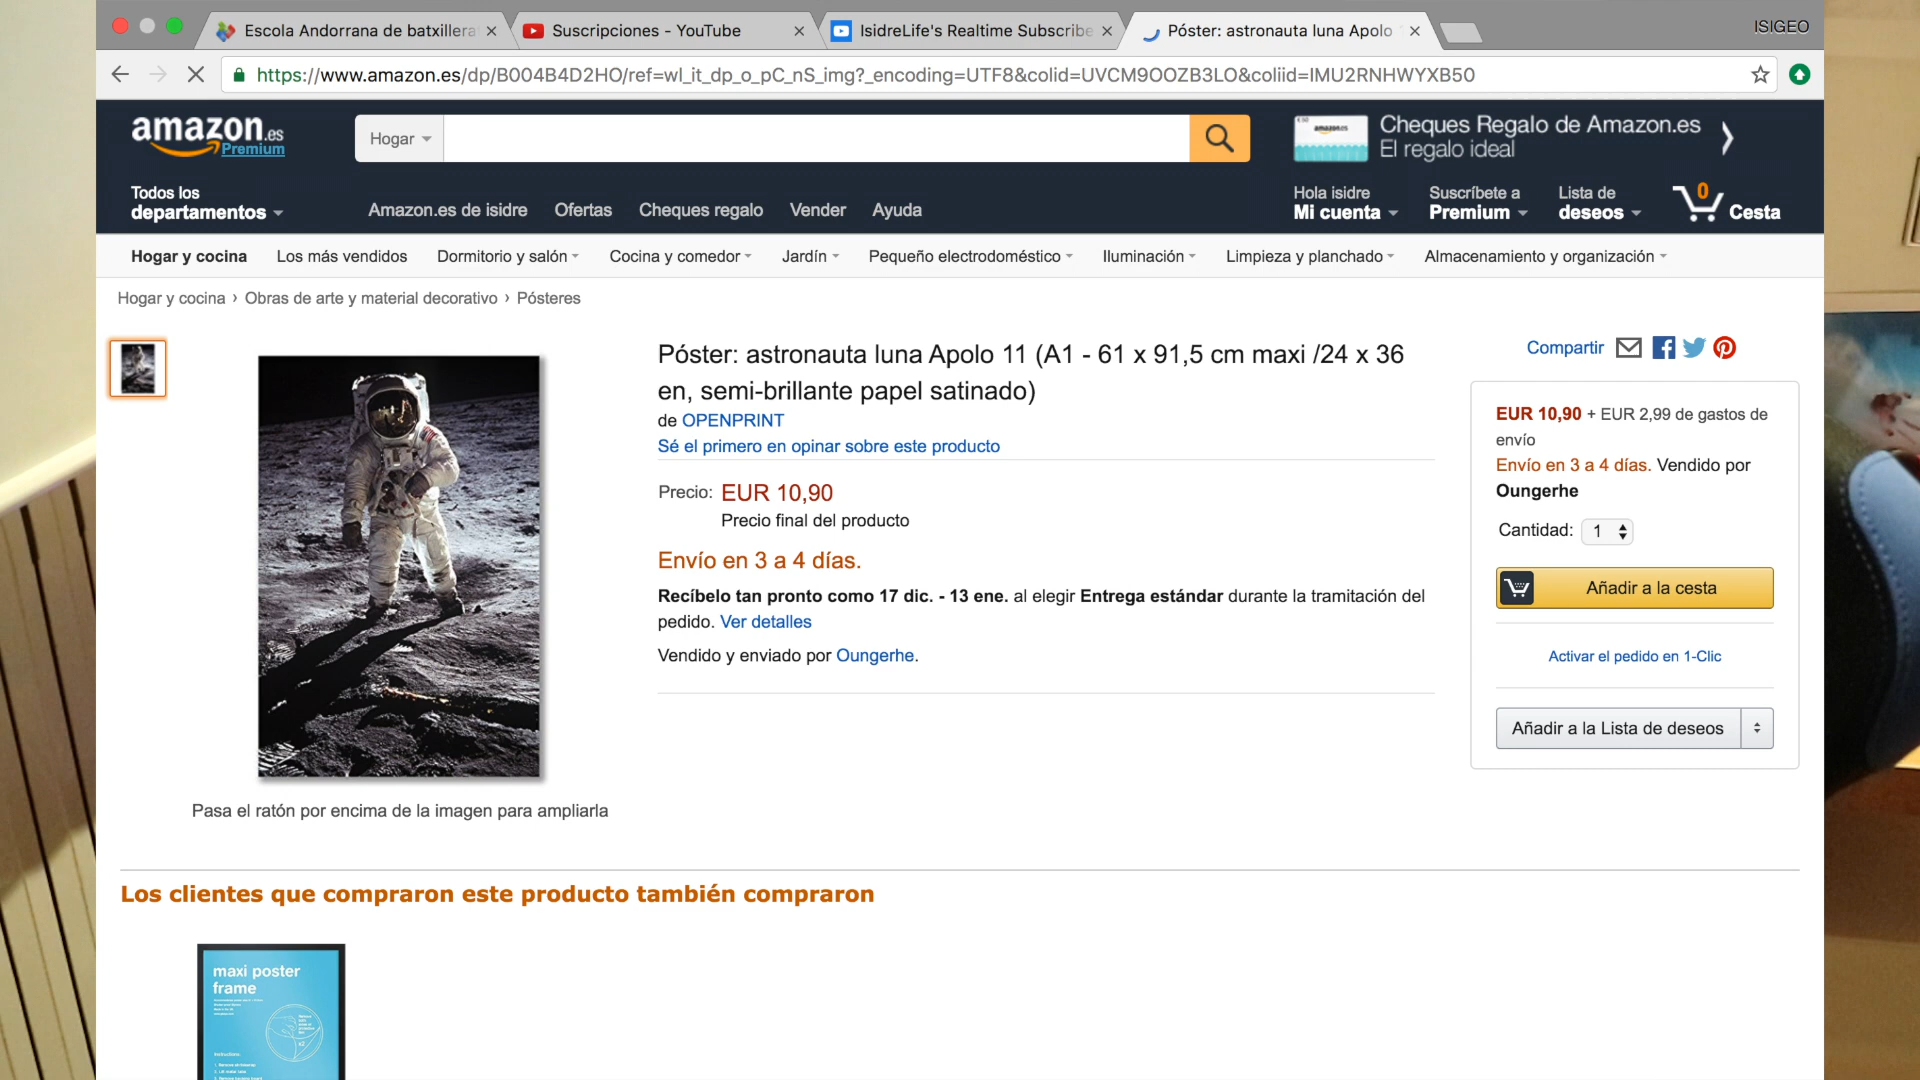 Escola Andorrana de batxillera
Suscripciones - YouTube
IsidreLife's Realtime Subscribe
Póster: astronauta luna Apolo
ISIGEO
https://www.amazon.es/dp/B004B4D2HO/ref=wl_it_dp_o_pC_nS_img?_encoding=UTF8&colid=UVCM9OOZB3LO&coliid=IMU2RNHWYXB50
amazon.es
Premium
Hogar
Cheques Regalo de Amazon.es
El regalo ideal
Todos los
departamentos
Amazon.es de isidre
Ofertas
Cheques regalo
Vender
Ayuda
Hola isidre
Mi cuenta
Suscríbete a
Premium
Lista de
deseos
0
Cesta
Hogar y cocina
Los más vendidos
Dormitorio y salón
Cocina y comedor
Jardín
Pequeño electrodoméstico
Iluminación
Limpieza y planchado
Almacenamiento y organización
Hogar y cocina › Obras de arte y material decorativo › Pósteres
Póster: astronauta luna Apolo 11 (A1 - 61 x 91,5 cm maxi /24 x 36
en, semi-brillante papel satinado)
de OPENPRINT
Sé el primero en opinar sobre este producto
Precio: EUR 10,90
Precio final del producto
Envío en 3 a 4 días.
Recíbelo tan pronto como 17 dic. - 13 ene. al elegir Entrega estándar durante la tramitación del
pedido. Ver detalles
Vendido y enviado por Oungerhe.
Compartir
EUR 10,90 + EUR 2,99 de gastos de
envío
Envío en 3 a 4 días. Vendido por
Oungerhe
Cantidad: 1
Añadir a la cesta
Activar el pedido en 1-Clic
Añadir a la Lista de deseos
Pasa el ratón por encima de la imagen para ampliarla
Los clientes que compraron este producto también compraron
maxi poster
frame